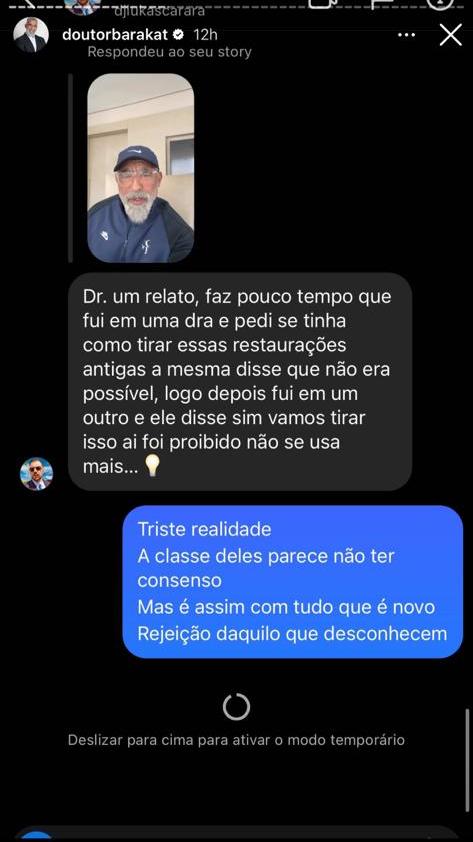 djlukascarara
doutorbarakat 12h
Respondeu ao seu story
Dr. um relato, faz pouco tempo que
fui em uma dra e pedi se tinha
como tirar essas restaurações
antigas a mesma disse que não era
possível, logo depois fui em um
outro e ele disse sim vamos tirar
isso ai foi proibido não se usa
mais... 💡
Triste realidade
A classe deles parece não ter
consenso
Mas é assim com tudo que é novo
Rejeição daquilo que desconhecem
Deslizar para cima para ativar o modo temporário